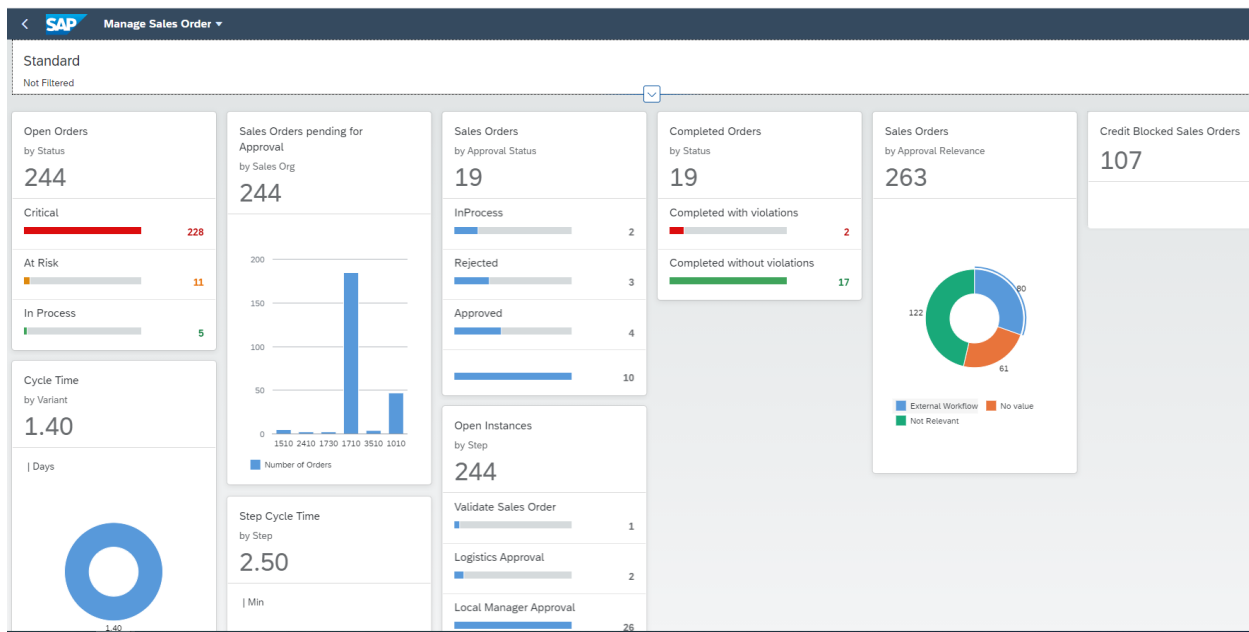 SAP
Manage Sales Order
Standard
Not Filtered
Open Orders
by Status
244
Critical
228
At Risk
11
In Process
5
Cycle Time
by Variant
1.40
| Days
1.40
Sales Orders pending for
Approval
by Sales Org
244
200
150
100
50
0
1510 2410 1730 1710 3510 1010
Number of Orders
Step Cycle Time
by Step
2.50
| Min
Sales Orders
by Approval Status
19
InProcess
2
Rejected
3
Approved
4
10
Open Instances
by Step
244
Validate Sales Order
1
Logistics Approval
2
Local Manager Approval
26
Completed Orders
by Status
19
Completed with violations
2
Completed without violations
17
Sales Orders
by Approval Relevance
263
80
122
61
External Workflow No value
Not Relevant
Credit Blocked Sales Orders
107